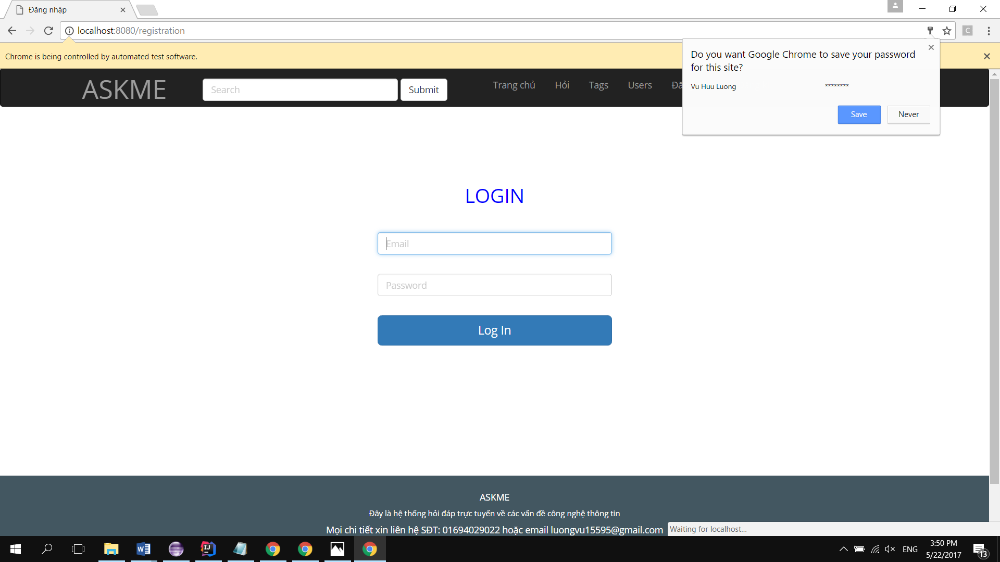 Đăng nhập
localhost:8080/registration
C
Chrome is being controlled by automated test software.
Do you want Google Chrome to save your password
for this site?
Vu Huu Luong ********
Save Never
ASKME Search Submit Trang chủ Hỏi Tags Users Đă
LOGIN
Email
Password
Log In
ASKME
Đây là hệ thống hỏi đáp trực tuyến về các vấn đề công nghệ thông tin
Mọi chi tiết xin liên hệ SĐT: 01694029022 hoặc email luongvu15595@gmail.com
Waiting for localhost...
ENG
3:50 PM
5/22/2017
13